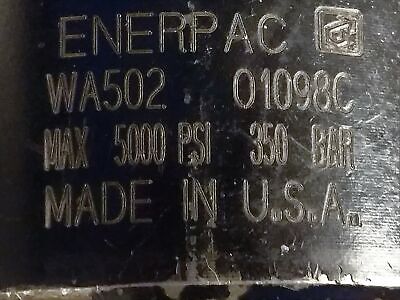 ENERPAC
WA502 01098C
MAX 5000 PSI 350 BAR
MADE IN U.S.A.